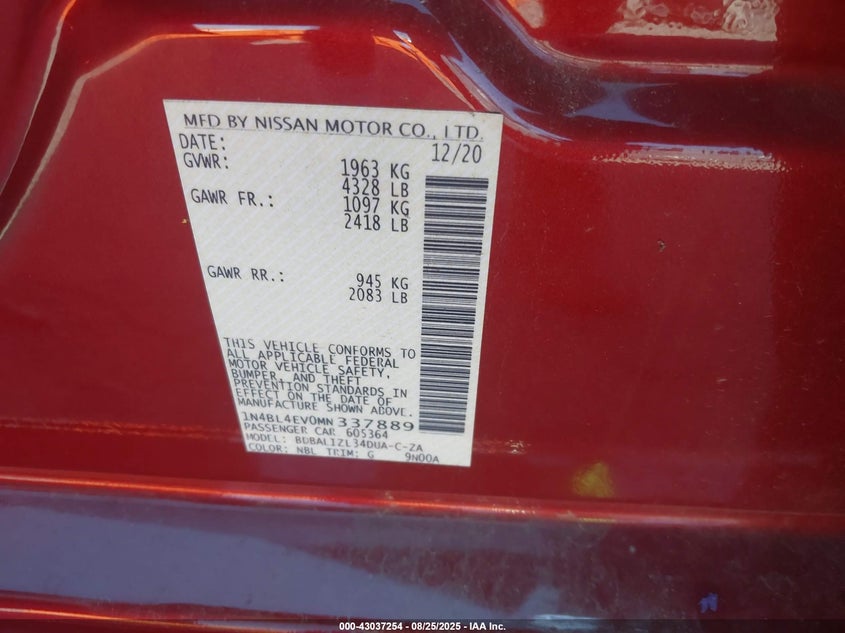 MFD BY NISSAN MOTOR CO., LTD.
DATE: 12/20
GVWR: 1963 KG
4328 LB
GAWR FR.: 1097 KG
2418 LB
GAWR RR.: 945 KG
2083 LB
THIS VEHICLE CONFORMS TO
ALL APPLICABLE FEDERAL
MOTOR VEHICLE SAFETY,
BUMPER, AND THEFT
PREVENTION STANDARDS IN
EFFECT ON THE DATE OF
MANUFACTURE SHOWN ABOVE.
1N4BL4EV0MN337889
PASSENGER CAR 605364
MODEL: BDBALIZL34DUA-C-ZA
COLOR: NBL TRIM: G 9N00A
000-43037254 - 08/25/2025 - IAA Inc.